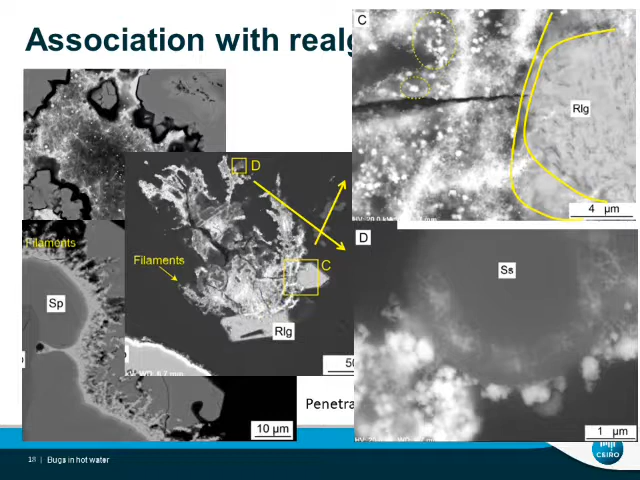 Association with realg
C
Rlg
4 μm
D
Filaments
C
Rlg
50
Filaments
Sp
10 μm
D
Ss
1 μm
Penetra
18 | Bugs in hot water
CSIRO